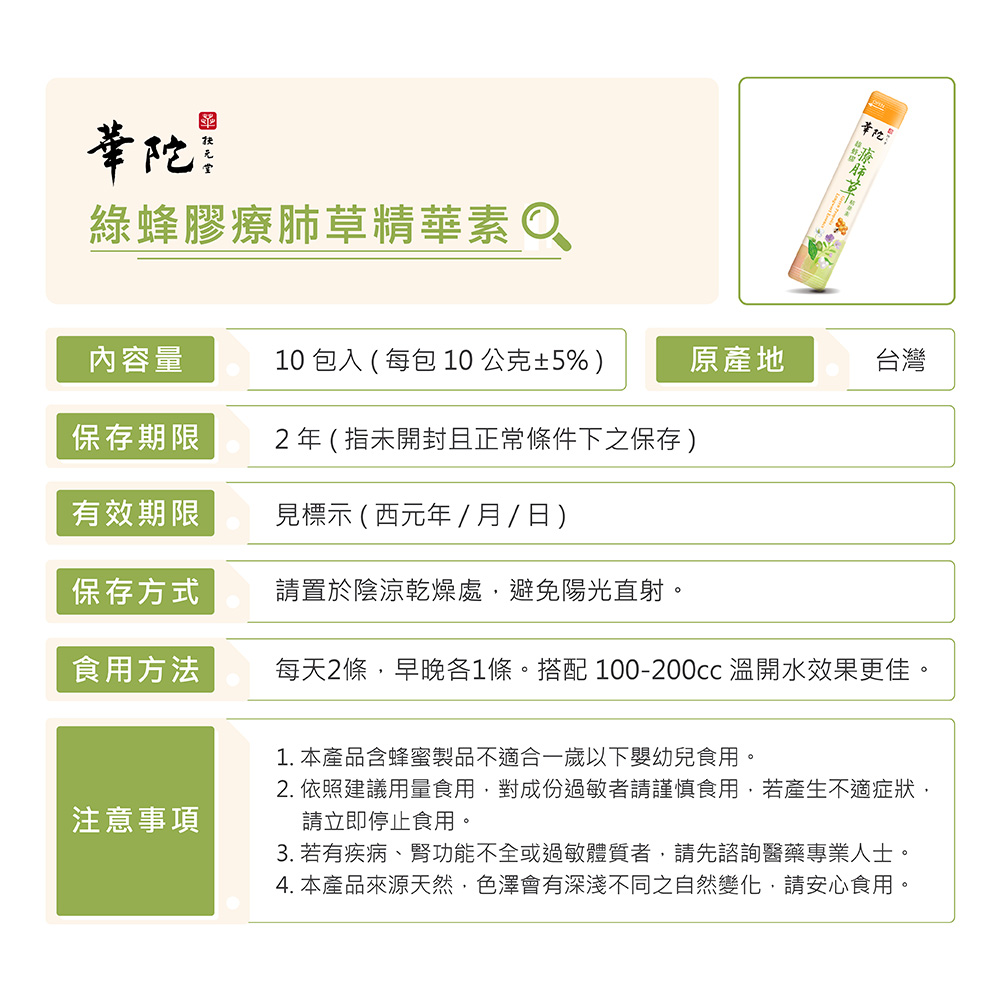 華陀
扶元堂
綠蜂膠療肺草精華素
華陀
綠蜂膠
療肺草
精華素
內容量
10 包入 ( 每包 10 公克±5% )
原產地
台灣
保存期限
2 年 ( 指未開封且正常條件下之保存 )
有效期限
見標示 ( 西元年 / 月 / 日 )
保存方式
請置於陰涼乾燥處，避免陽光直射。
食用方法
每天2條，早晚各1條。搭配 100-200cc 溫開水效果更佳。
注意事項
1. 本產品含蜂蜜製品不適合一歲以下嬰幼兒食用。
2. 依照建議用量食用，對成份過敏者請謹慎食用，若產生不適症狀，
請立即停止食用。
3. 若有疾病、腎功能不全或過敏體質者，請先諮詢醫藥專業人士。
4. 本產品來源天然，色澤會有深淺不同之自然變化，請安心食用。